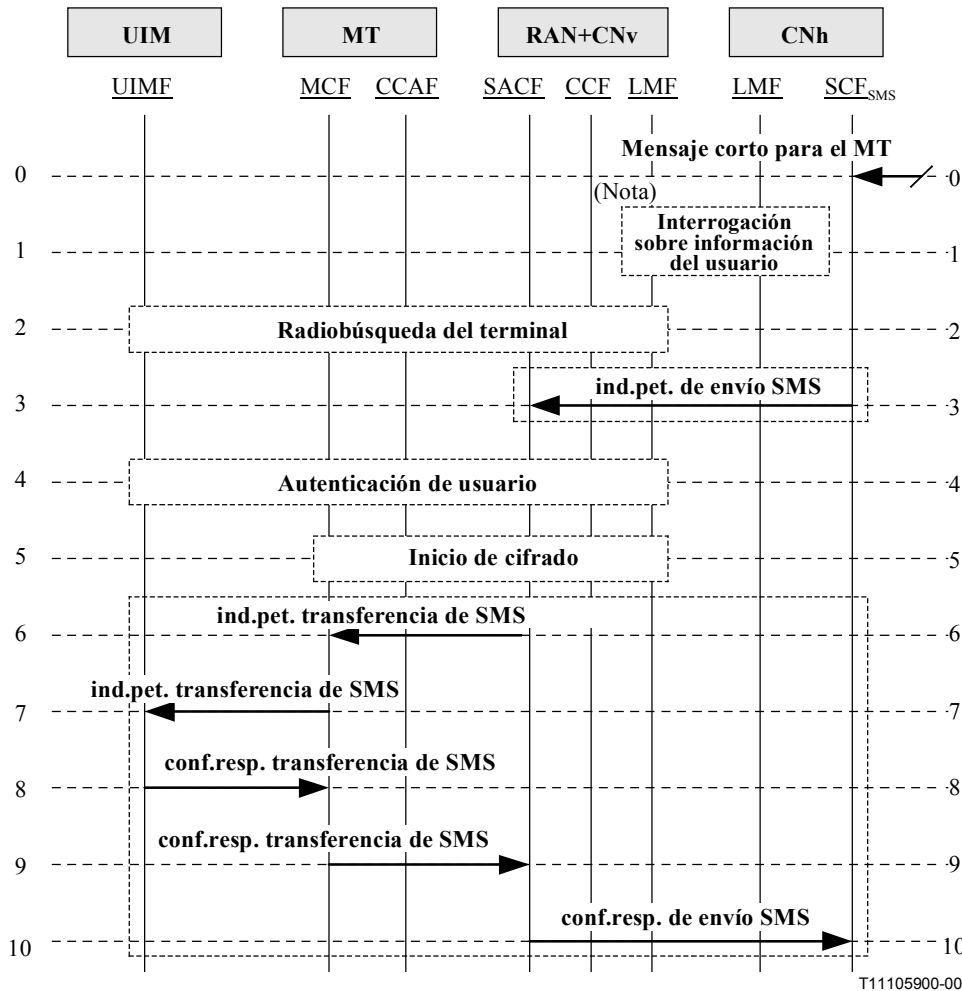 UIM MT RAN+CNv CNh
UIMF MCF CCAF SACF CCF LMF LMF SCF SMS
Mensaje corto para el MT
0 0
(Nota)
Interrogación
sobre información
del usuario
1 1
Radiobúsqueda del terminal
2 2
ind.pet. de envío SMS
3 3
Autenticación de usuario
4 4
Inicio de cifrado
5 5
ind.pet. transferencia de SMS
6 6
ind.pet. transferencia de SMS
7 7
conf.resp. transferencia de SMS
8 8
conf.resp. transferencia de SMS
9 9
conf.resp. de envío SMS
10 10
T11105900-00